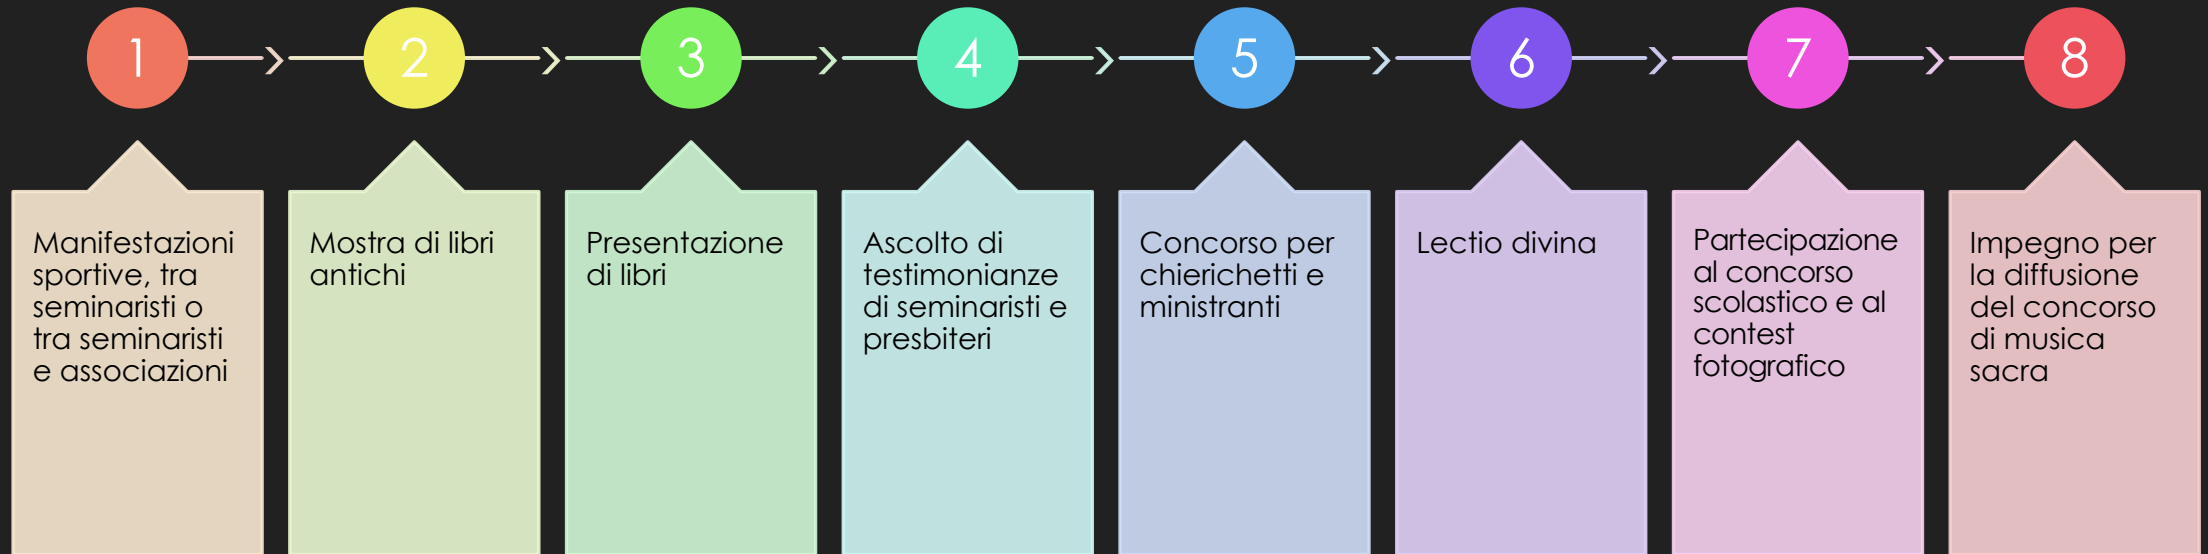 1
2
3
4
5
6
7
8
Manifestazioni
sportive, tra
seminaristi o
tra seminaristi
e associazioni
Mostra di libri
antichi
Presentazione
di libri
Ascolto di
testimonianze
di seminaristi e
presbiteri
Concorso per
chierichetti e
ministranti
Lectio divina
Partecipazione
al concorso
scolastico e al
contest
fotografico
Impegno per
la diffusione
del concorso
di musica
sacra